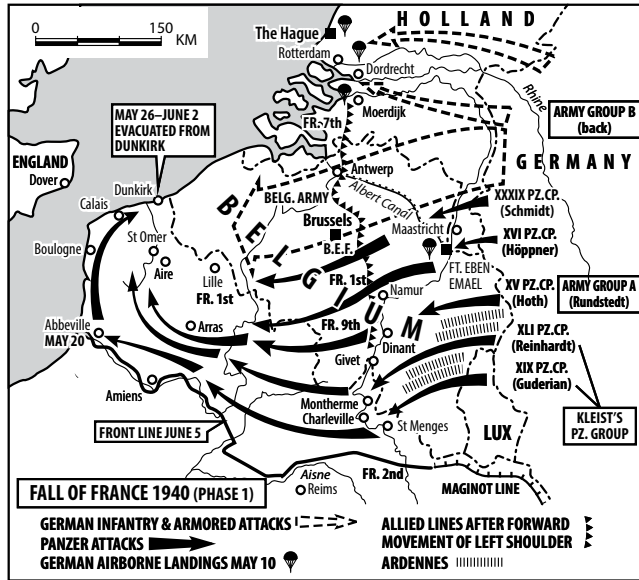 0 150
KM
HOLLAND
The Hague
Rotterdam
Dordrecht
Rhine
MAY 26–JUNE 2
EVACUATED FROM
DUNKIRK
FR. 7th
Moerdijk
ARMY GROUP B
(back)
ENGLAND
Dover
GERMANY
Antwerp
Dunkirk
Albert Canal
XXXIX PZ.CP.
(Schmidt)
Calais
BELG. ARMY
BELGIUM
St Omer
Brussels
Maastricht
XVI PZ.CP.
(Höppner)
Boulogne
Aire
B.E.F.
Lille
FR. 1st
FR. 1st
FT. EBEN-
EMAEL
Namur
XV PZ.CP.
(Hoth)
ARMY GROUP A
(Rundstedt)
Abbeville
MAY 20
Arras
FR. 9th
Dinant
XLI PZ.CP.
(Reinhardt)
Givet
XIX PZ.CP.
(Guderian)
Amiens
Montherme
Charleville
KLEIST'S
PZ. GROUP
FRONT LINE JUNE 5
St Menges
LUX
Aisne
FR. 2nd
Reims
MAGINOT LINE
FALL OF FRANCE 1940 (PHASE 1)
GERMAN INFANTRY & ARMORED ATTACKS
PANZER ATTACKS
GERMAN AIRBORNE LANDINGS MAY 10
ALLIED LINES AFTER FORWARD
MOVEMENT OF LEFT SHOULDER
ARDENNES